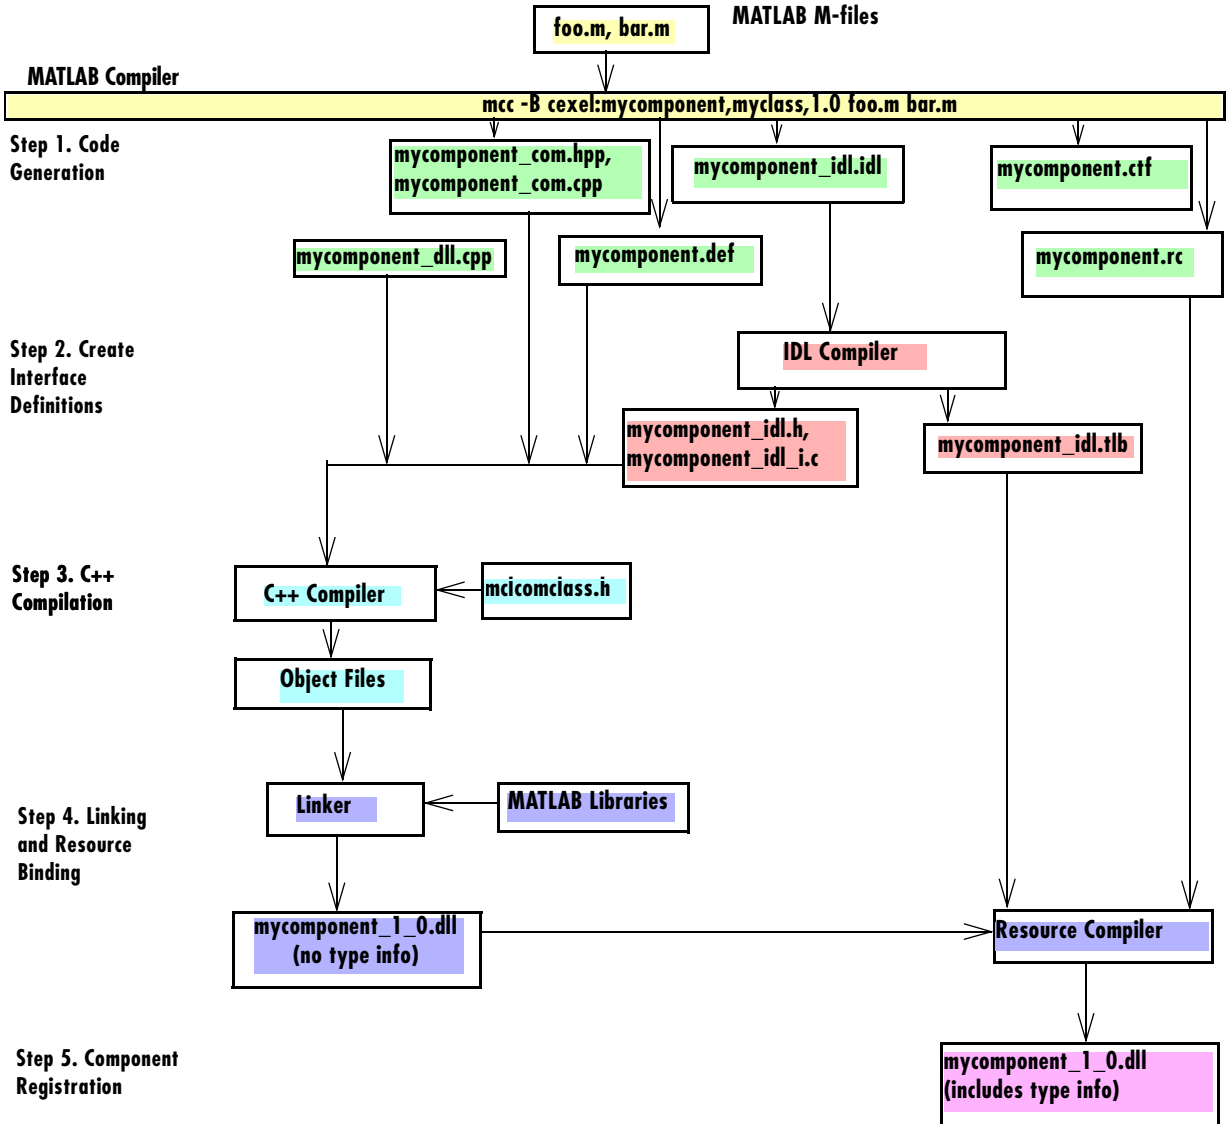 MATLAB M-files
foo.m, bar.m
MATLAB Compiler
mcc -B cexel:mycomponent,myclass,1.0 foo.m bar.m
Step 1. Code
Generation
mycomponent_com.hpp,
mycomponent_com.cpp
mycomponent_idl.idl
mycomponent.ctf
mycomponent_dll.cpp
mycomponent.def
mycomponent.rc
Step 2. Create
Interface
Definitions
IDL Compiler
mycomponent_idl.h,
mycomponent_idl_i.c
mycomponent_idl.tlb
Step 3. C++
Compilation
C++ Compiler
mcicomciass.h
Object Files
Step 4. Linking
and Resource
Binding
Linker
MATLAB Libraries
mycomponent_1_0.dll
(no type info)
Resource Compiler
Step 5. Component
Registration
mycomponent_1_0.dll
(includes type info)